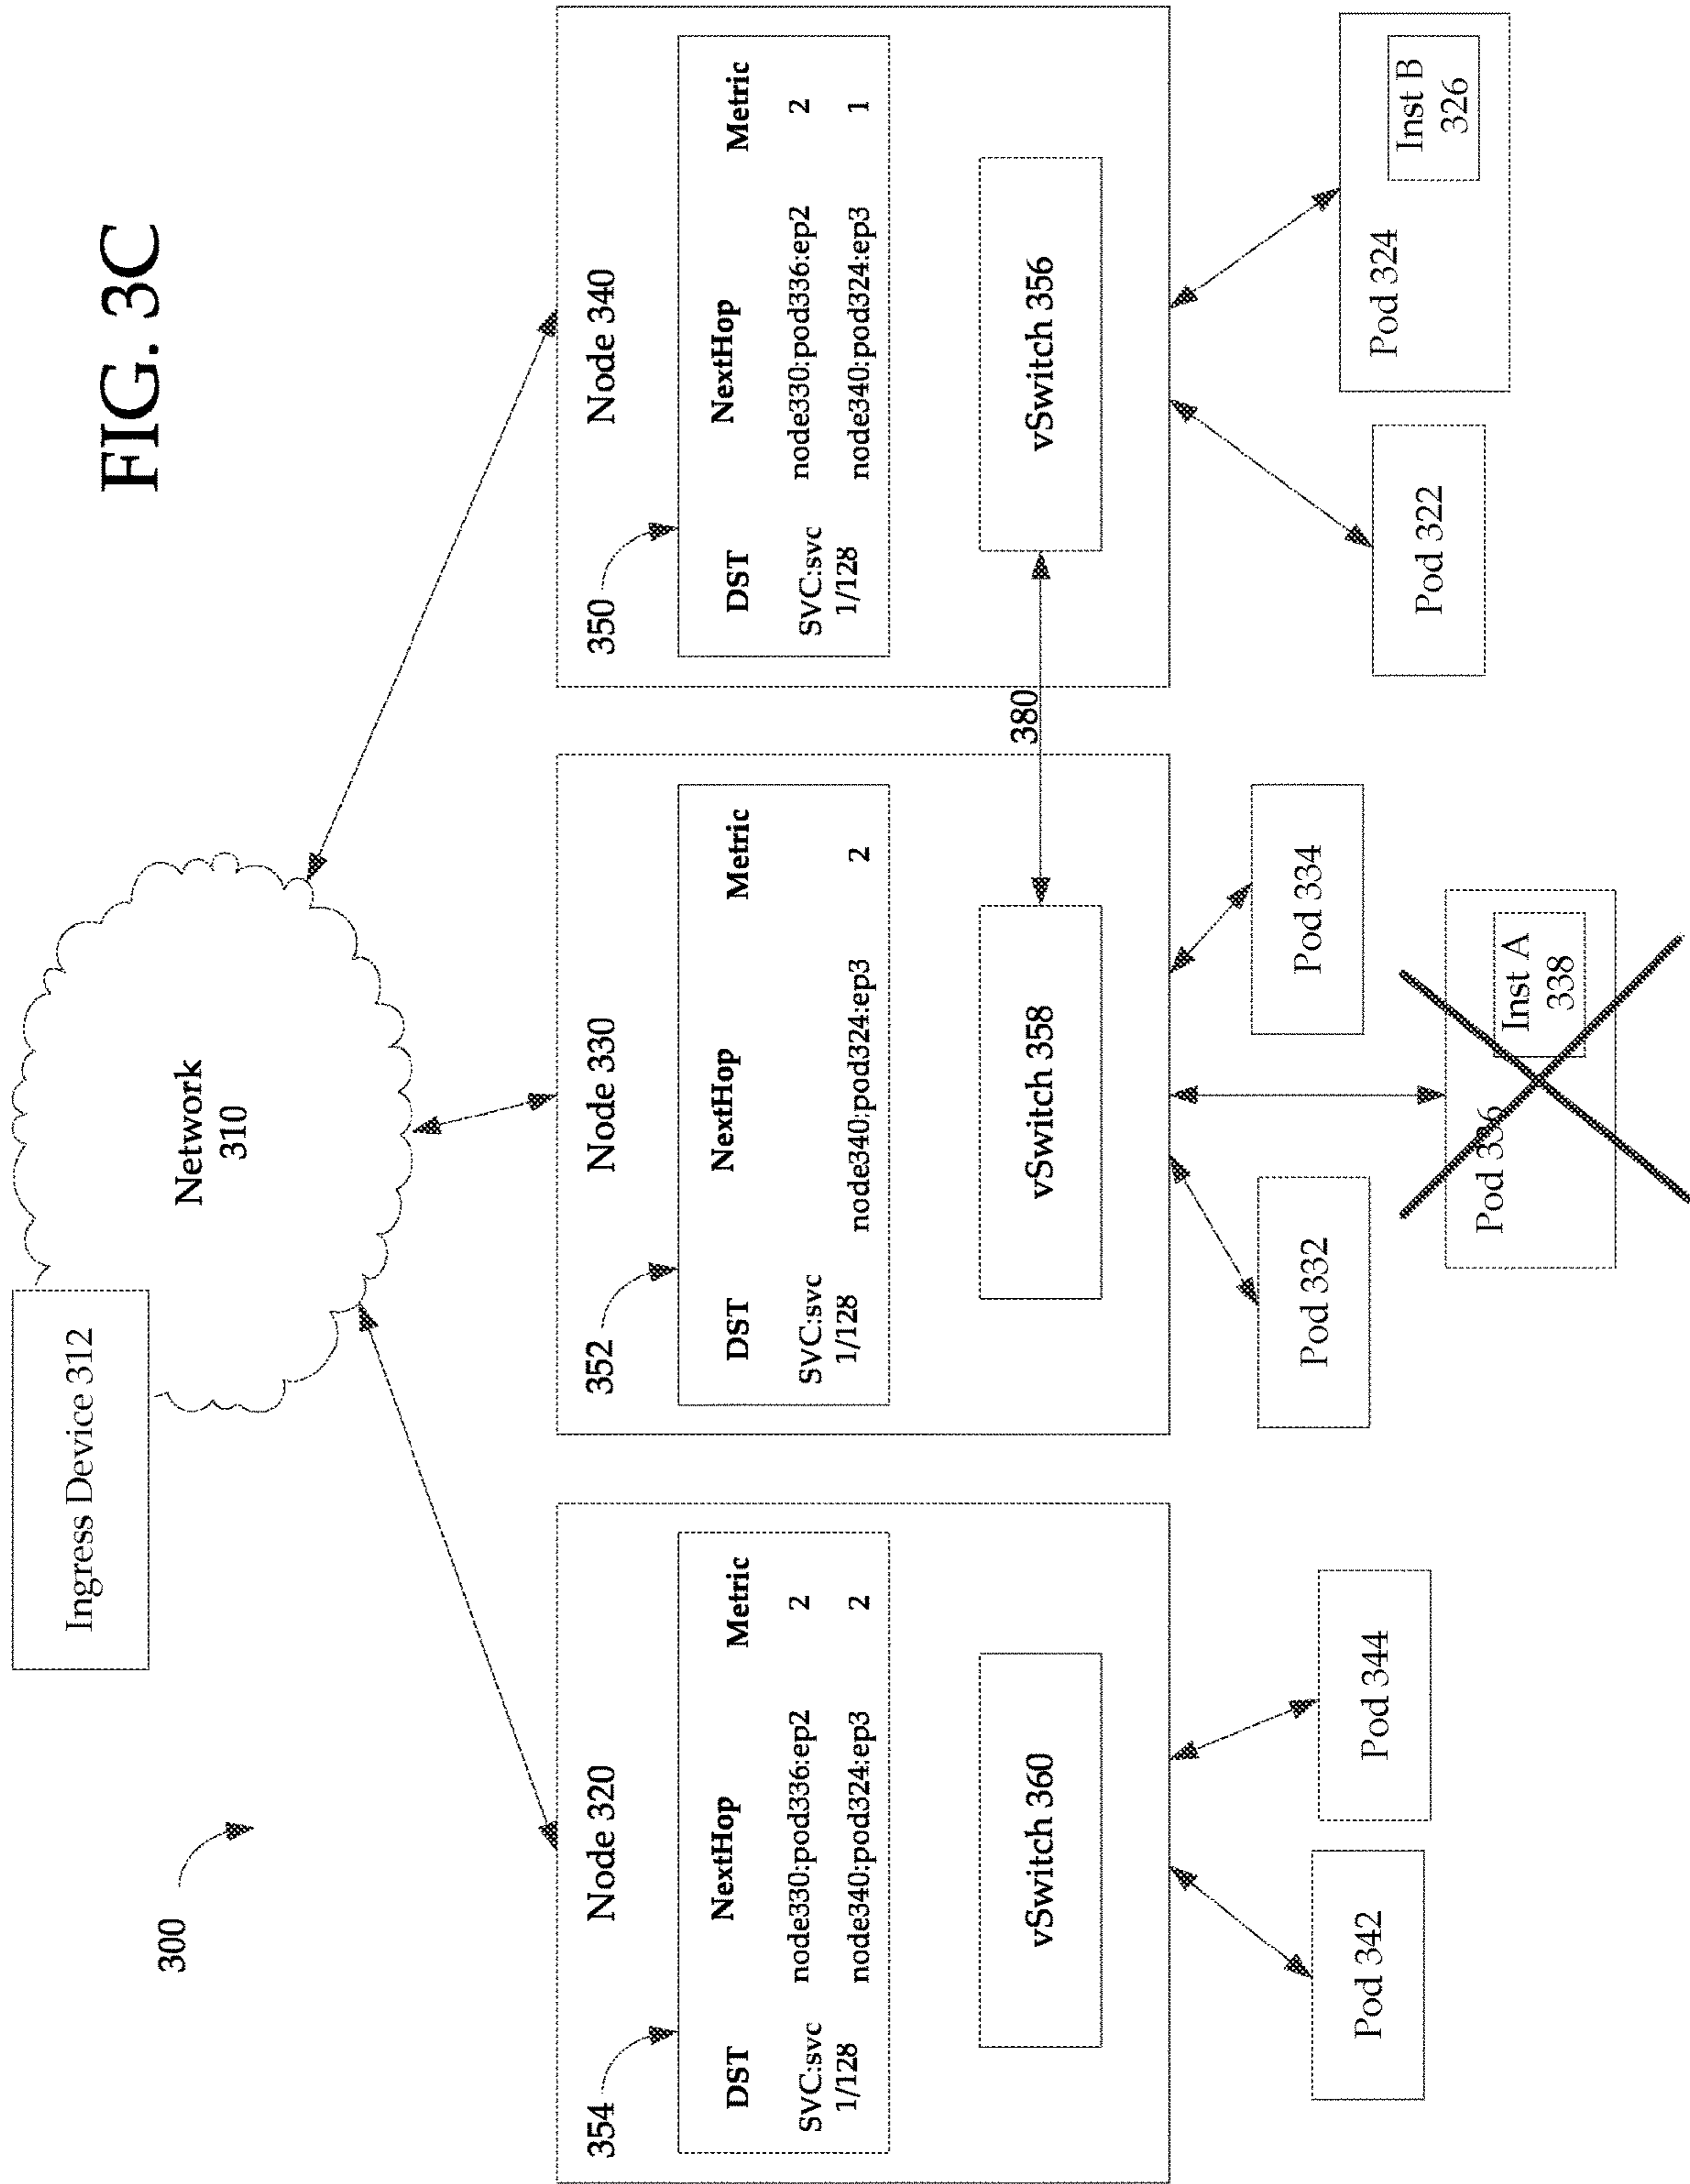 FIG. 3C
300
Ingress Device 312
Network
310
Node 320
354
DST NextHop Metric
SVC:svc node330:pod336:ep2 2
1/128 node340:pod324:ep3 2
vSwitch 360
Pod 342
Pod 344
Node 330
352
DST NextHop Metric
SVC:svc
1/128 node340:pod324:ep3 2
vSwitch 358
380
Pod 332
Pod 334
Pod 336
Inst A
338
Node 340
350
DST NextHop Metric
SVC:svc node330:pod336:ep2 2
1/128 node340:pod324:ep3 1
vSwitch 356
Pod 322
Pod 324
Inst B
326